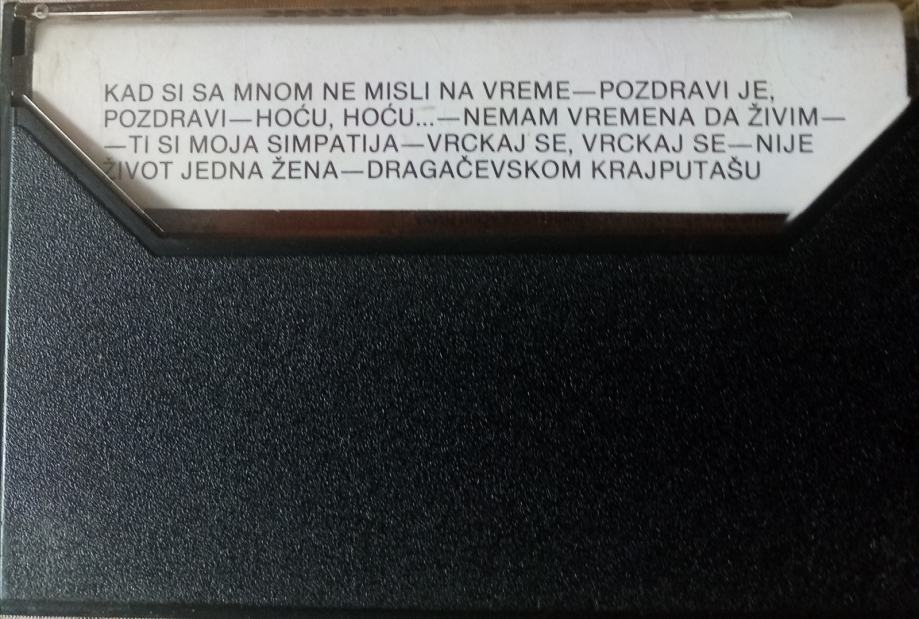 KAD SI SA MNOM NE MISLI NA VREME—POZDRAVI JE,
POZDRAVI—HOĆU, HOĆU...—NEMAM VREMENA DA ŽIVIM—
—TI SI MOJA SIMPATIJA—VRCKAJ SE, VRCKAJ SE—NIJE
ŽIVOT JEDNA ŽENA—DRAGAČEVSKOM KRAJPUTAŠU